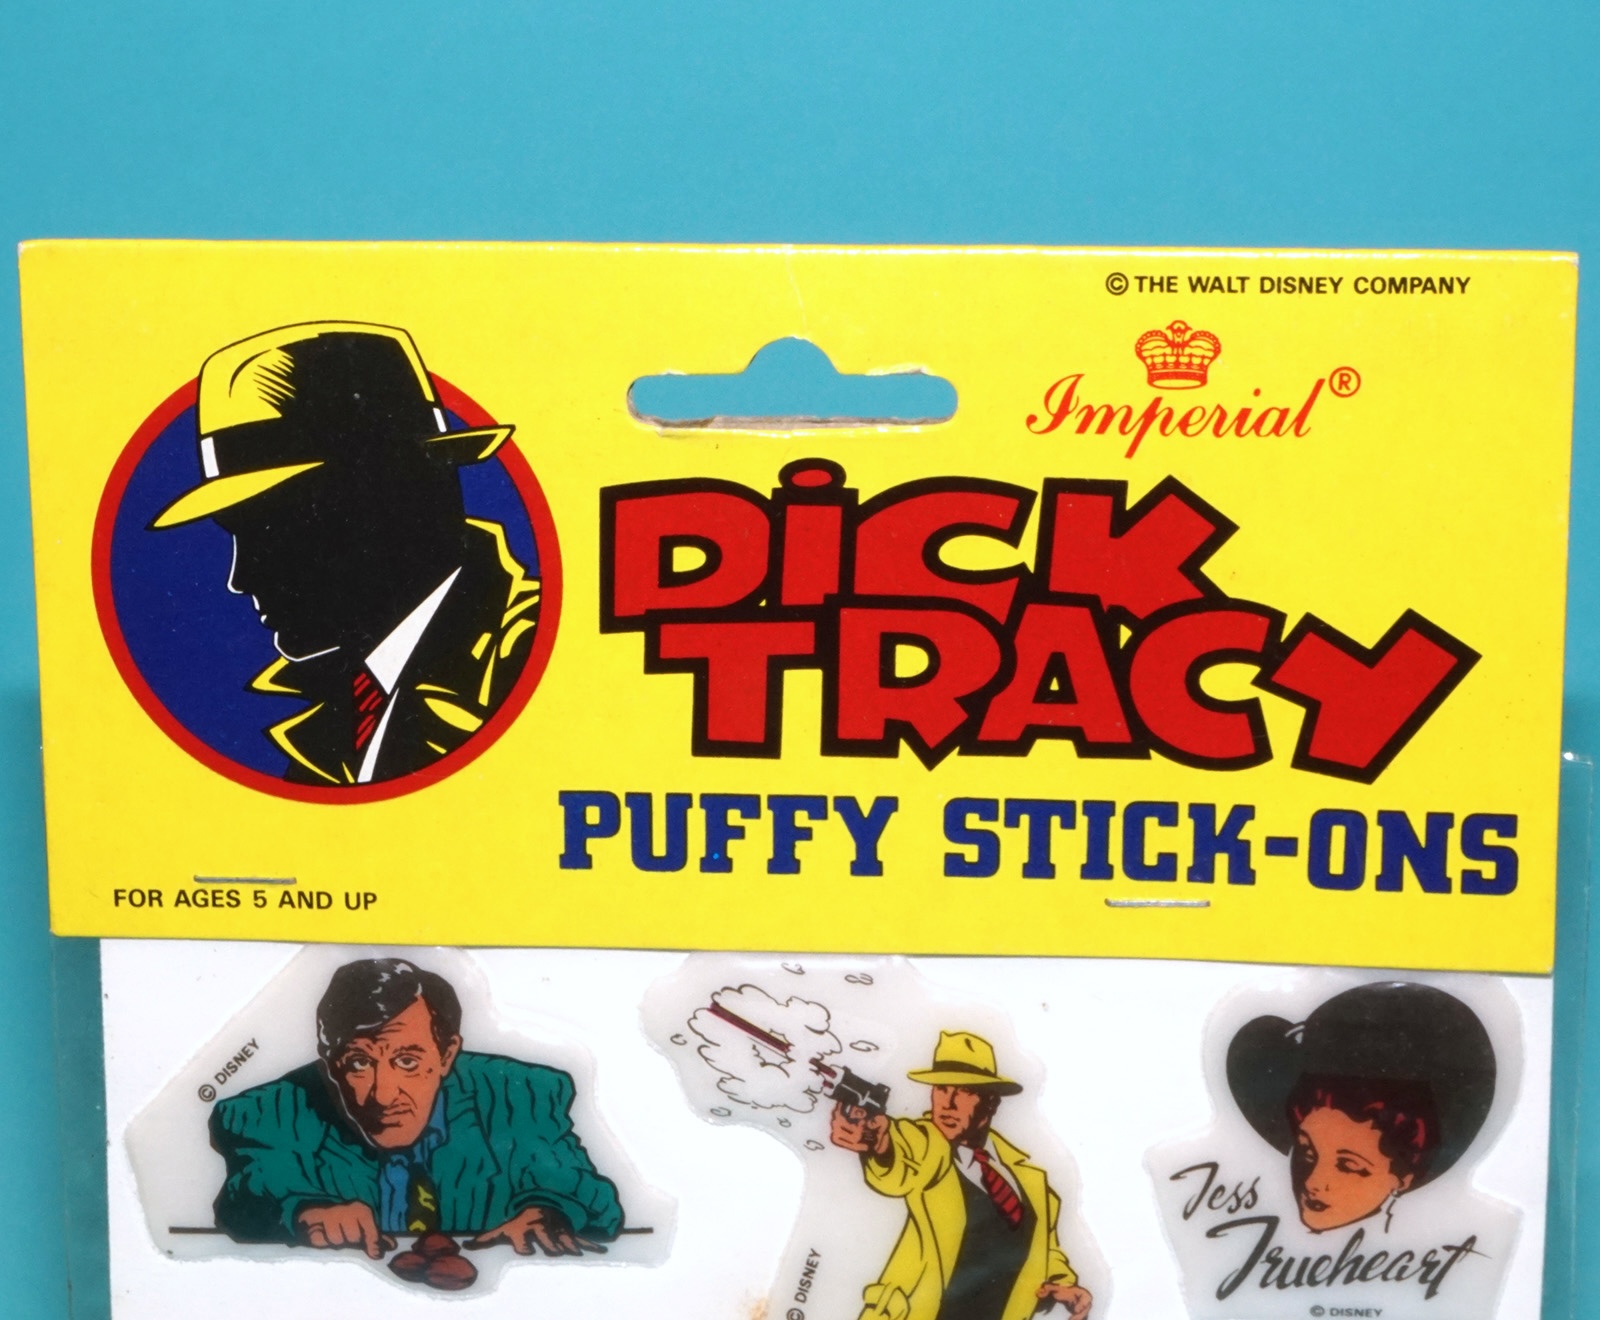 © THE WALT DISNEY COMPANY
Imperial®
DICK
TRACY
PUFFY STICK-ONS
FOR AGES 5 AND UP
© DISNEY
© DISNEY
Jess
Trueheart
© DISNEY